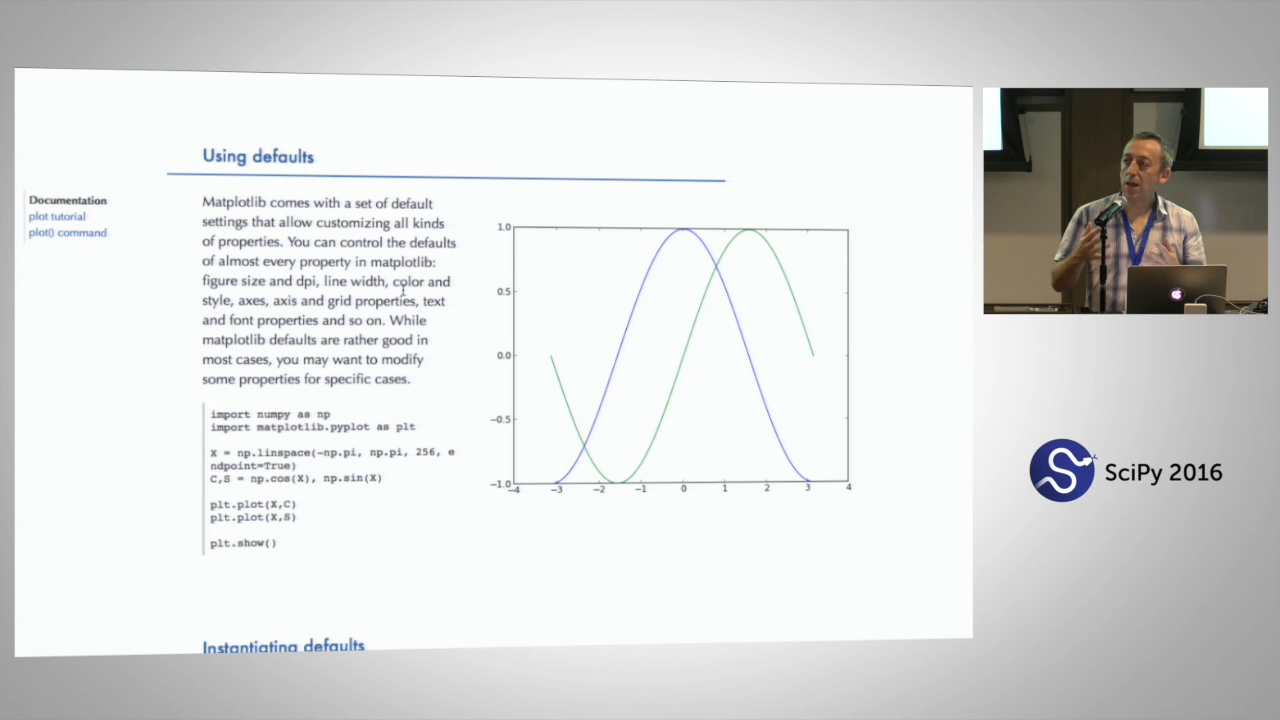 Using defaults
Documentation
plot tutorial
plot() command
Matplotlib comes with a set of default
settings that allow customizing all kinds
of properties. You can control the defaults
of almost every property in matplotlib:
figure size and dpi, line width, color and
style, axes, axis and grid properties, text
and font properties and so on. While
matplotlib defaults are rather good in
most cases, you may want to modify
some properties for specific cases.
import numpy as np
import matplotlib.pyplot as plt
X = np.linspace(-np.pi, np.pi, 256, e
ndpoint=True)
C,S = np.cos(X), np.sin(X)
plt.plot(X,C)
plt.plot(X,S)
plt.show()
1.0
0.5
0.0
−0.5
−1.0
−4 −3 −2 −1 0 1 2 3 4
Instantiating defaults
SciPy 2016